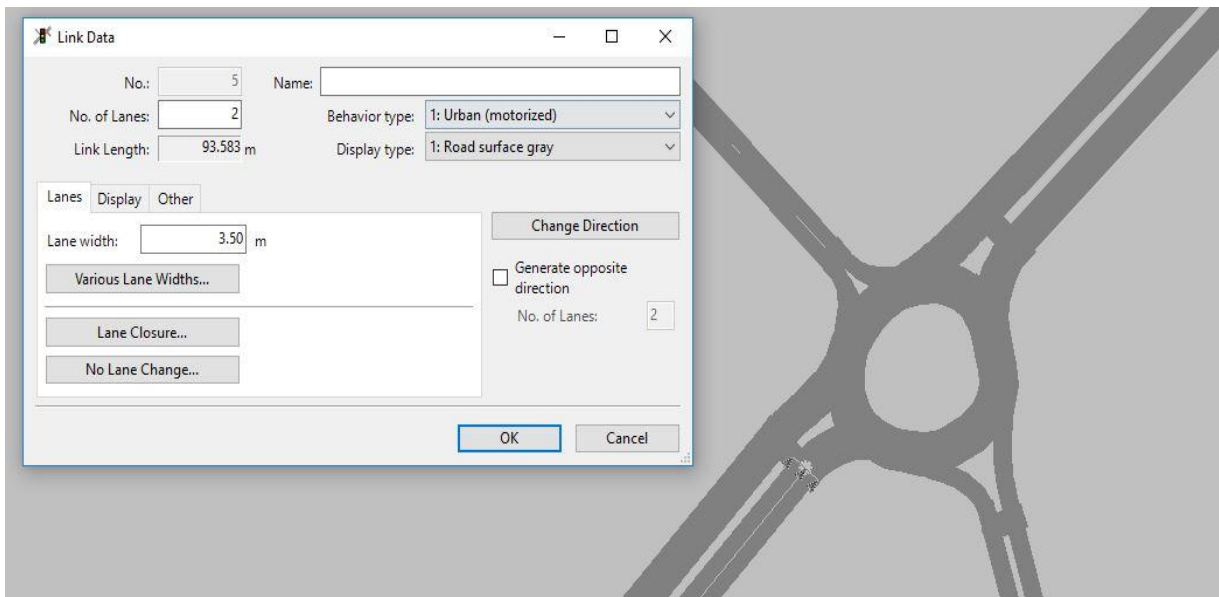 Link Data
No.: 5 Name:
No. of Lanes: 2 Behavior type: 1: Urban (motorized)
Link Length: 93.583 m Display type: 1: Road surface gray
Lanes Display Other
Lane width: 3.50 m
Various Lane Widths...
Lane Closure...
No Lane Change...
Change Direction
Generate opposite
direction
No. of Lanes: 2
OK Cancel